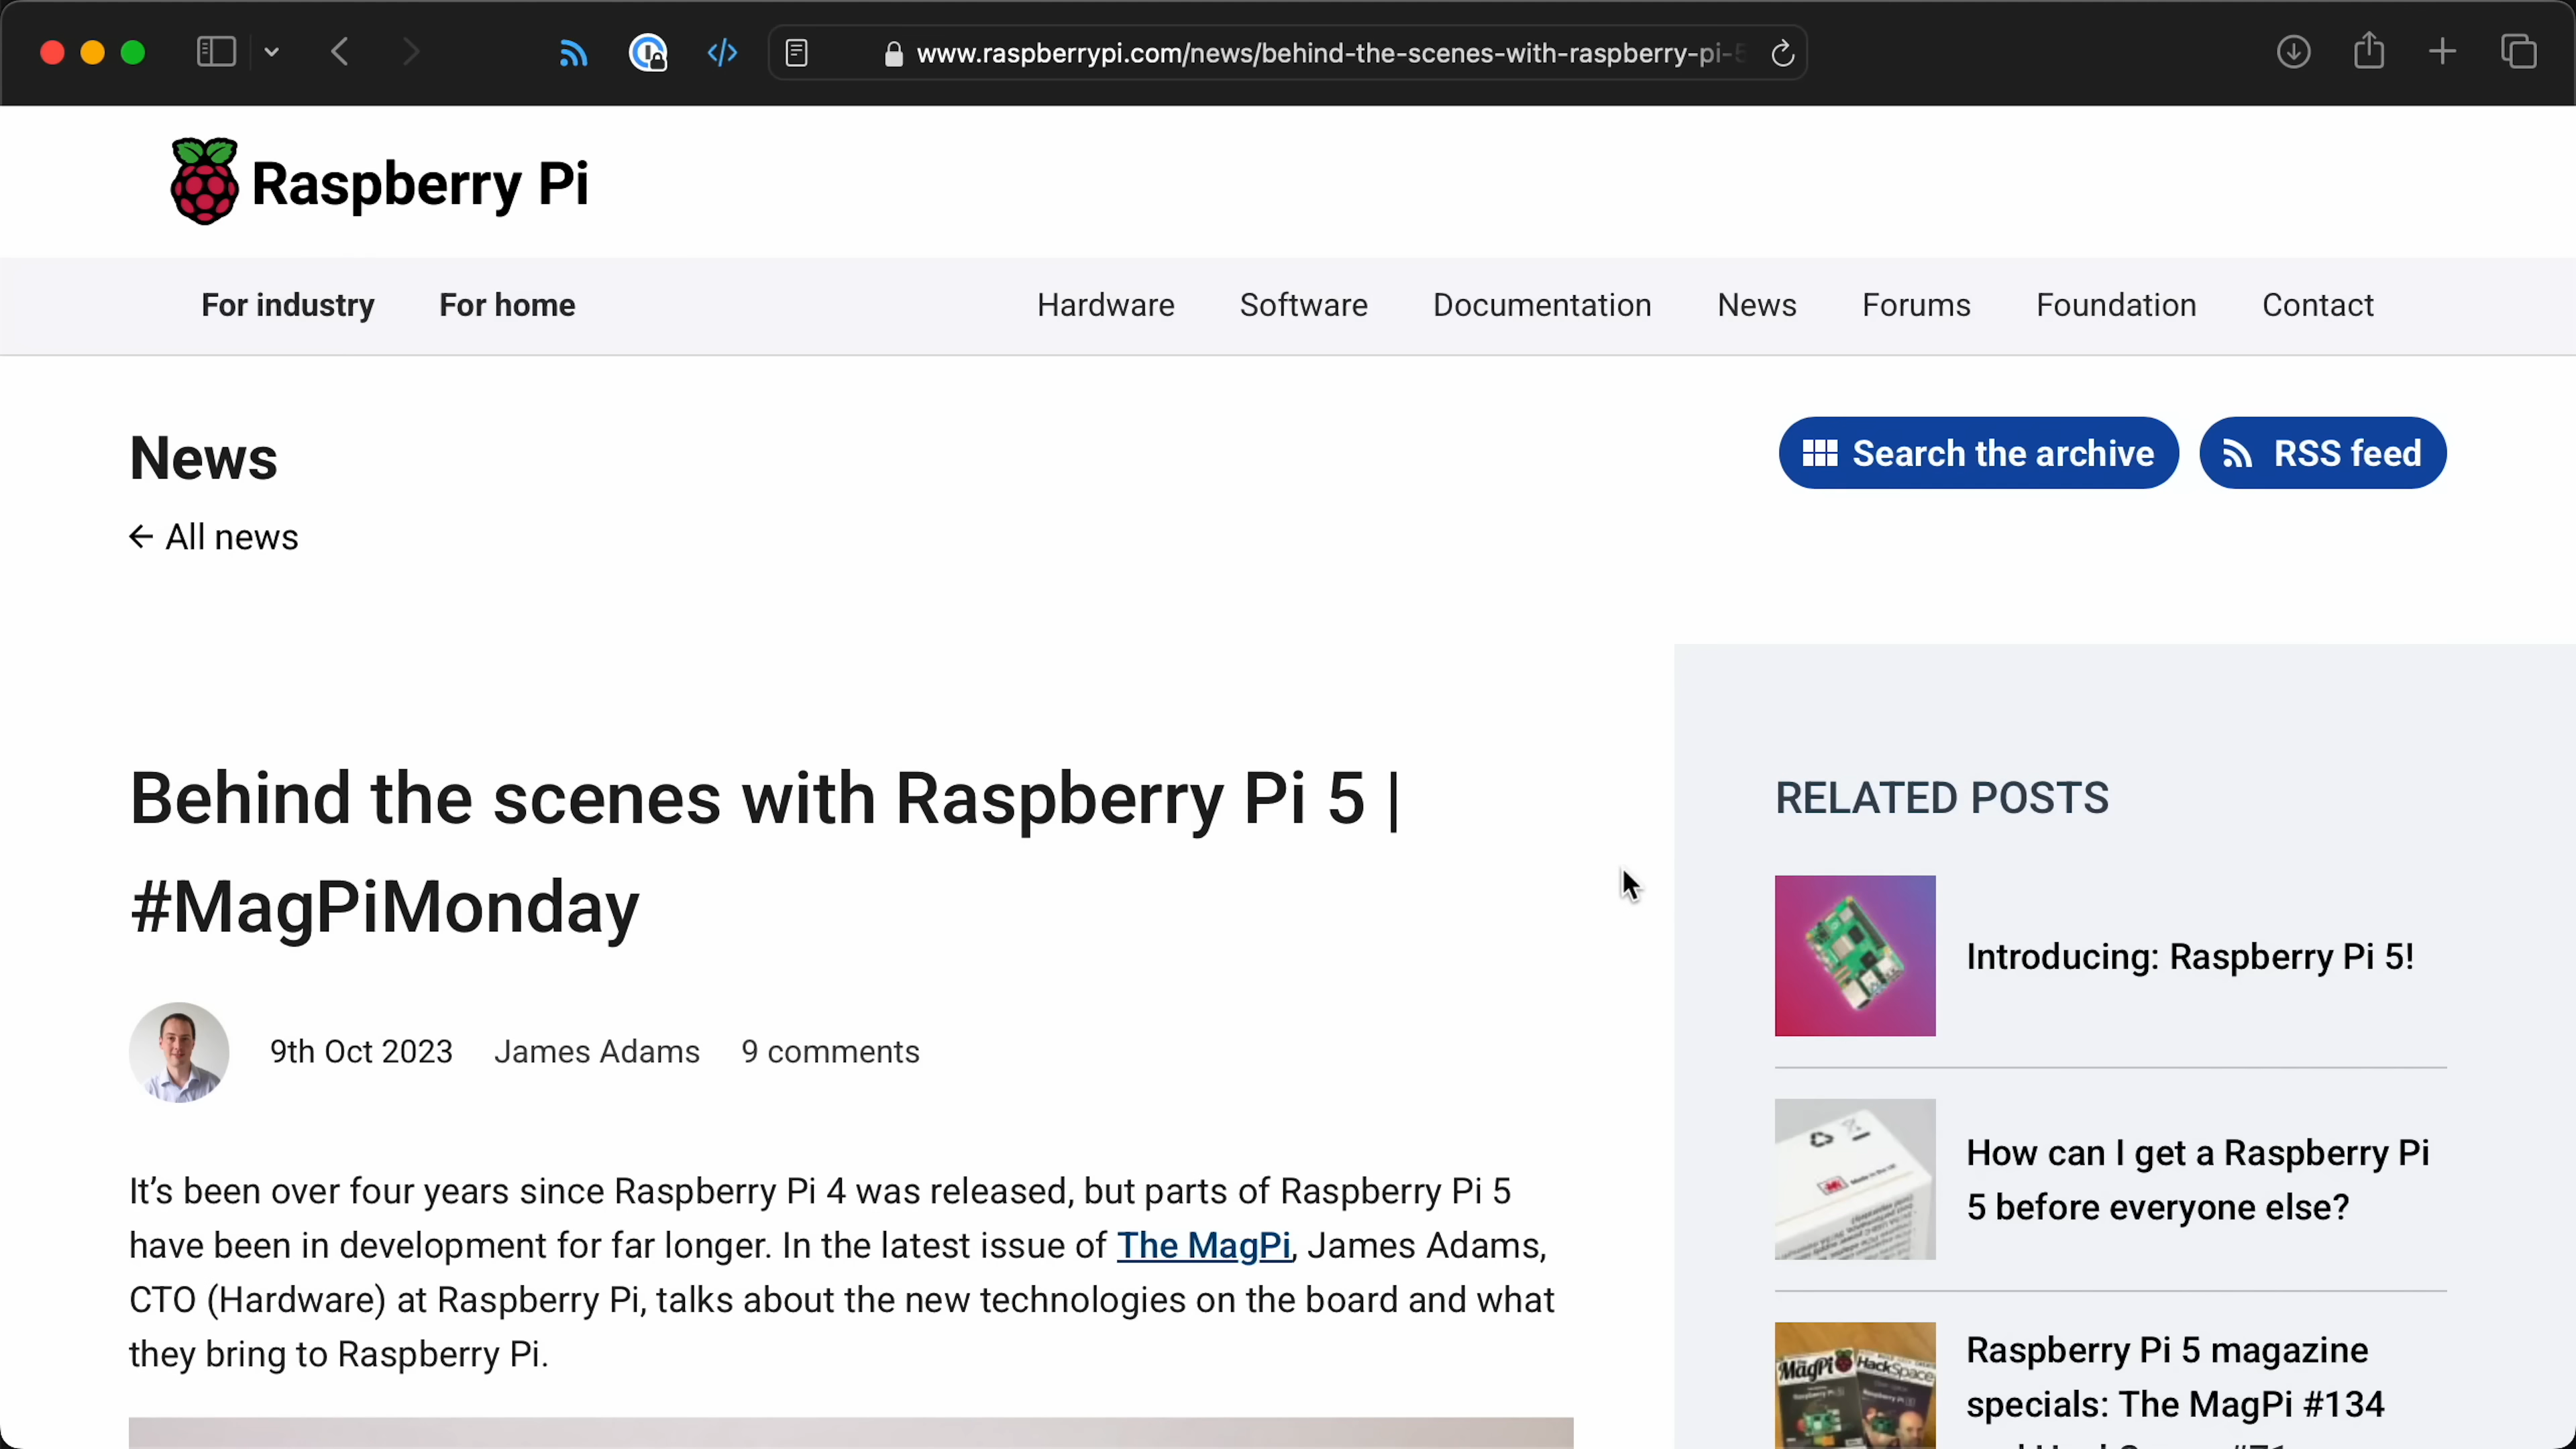 www.raspberrypi.com/news/behind-the-scenes-with-raspberry-pi-5
Raspberry Pi
For industry
For home
Hardware
Software
Documentation
News
Forums
Foundation
Contact
News
Search the archive
RSS feed
← All news
Behind the scenes with Raspberry Pi 5 |
#MagPiMonday
9th Oct 2023
James Adams
9 comments
It’s been over four years since Raspberry Pi 4 was released, but parts of Raspberry Pi 5
have been in development for far longer. In the latest issue of The MagPi, James Adams,
CTO (Hardware) at Raspberry Pi, talks about the new technologies on the board and what
they bring to Raspberry Pi.
RELATED POSTS
Introducing: Raspberry Pi 5!
How can I get a Raspberry Pi
5 before everyone else?
MagPi
HackSpace
Raspberry Pi 5 magazine
specials: The MagPi #134